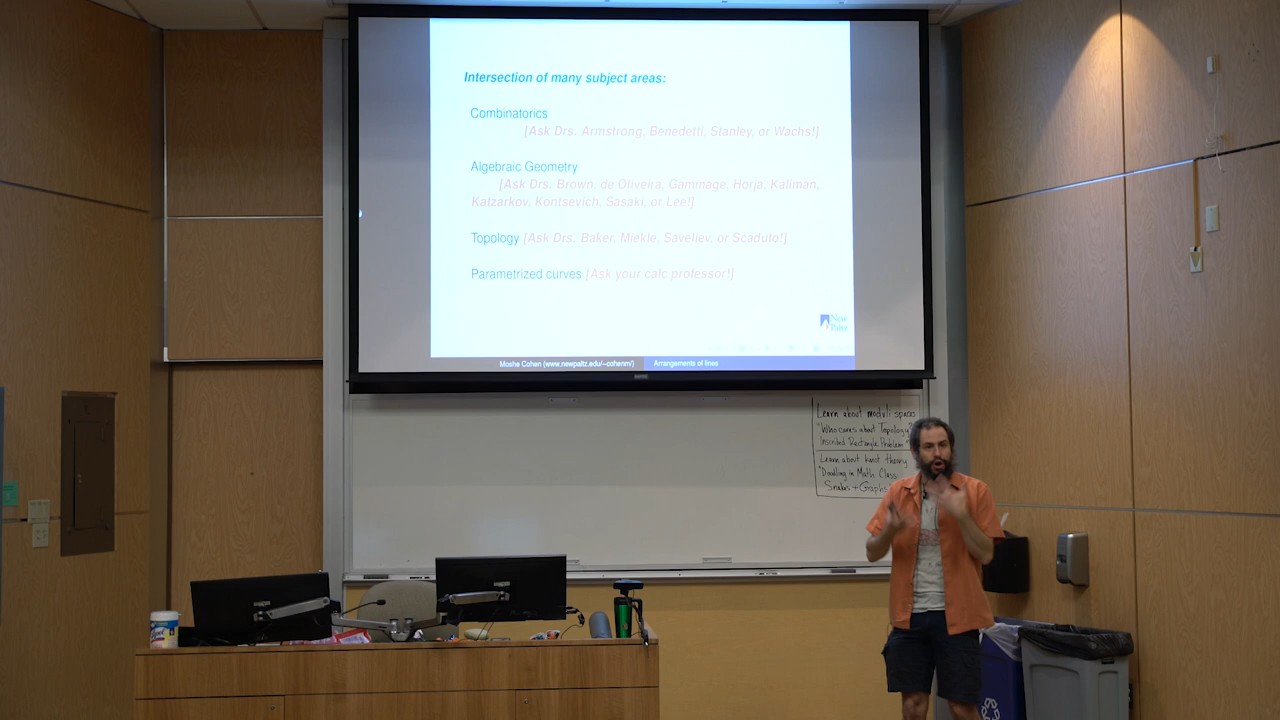 Intersection of many subject areas:
Combinatorics
[Ask Drs. Armstrong, Benedetti, Stanley, or Wachs!]
Algebraic Geometry
[Ask Drs. Brown, de Oliveira, Gammage, Horja, Kaliman,
Katzarkov, Kontsevich, Sasaki, or Lee!]
Topology [Ask Drs. Baker, Miekle, Saveliev, or Scaduto!]
Parametrized curves [Ask your calc professor!]
New
Paltz
Moshe Cohen (www.newpaltz.edu/~cohenm/)
Arrangements of lines
Learn about moduli spaces
"Who cares about Topology?"
Inscribed Rectangle Problem
Learn about knot theory
"Doodling in Math Class
Snakes + Graphs